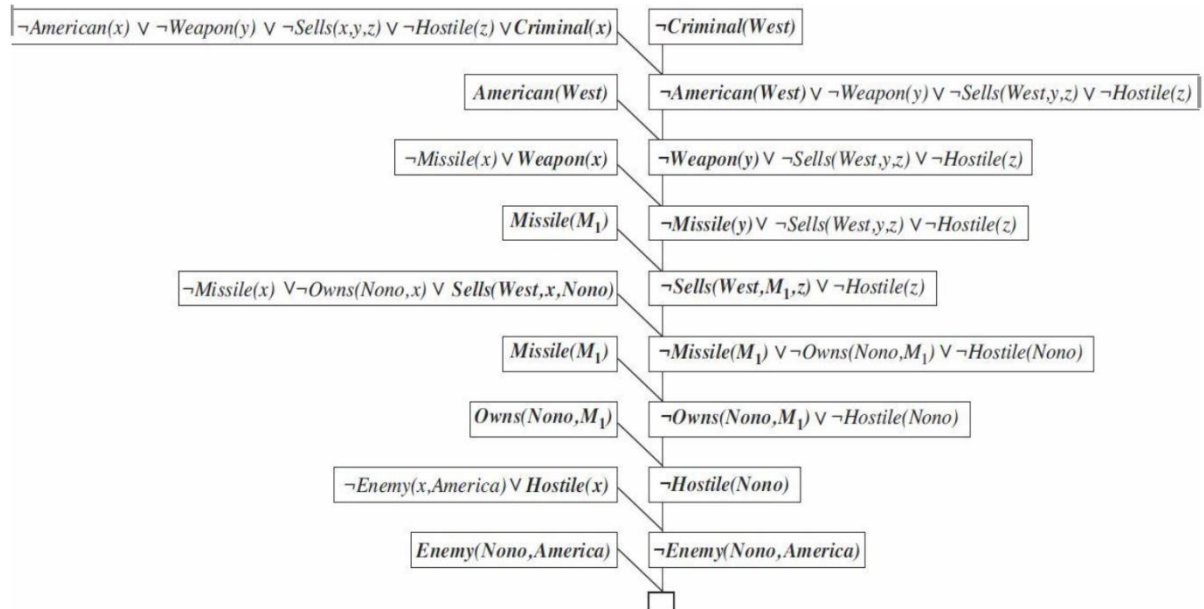 ¬American(x) ∨ ¬Weapon(y) ∨ ¬Sells(x,y,z) ∨ ¬Hostile(z) ∨ Criminal(x) ¬Criminal(West)
American(West) ¬American(West) ∨ ¬Weapon(y) ∨ ¬Sells(West,y,z) ∨ ¬Hostile(z)
¬Missile(x) ∨ Weapon(x) ¬Weapon(y) ∨ ¬Sells(West,y,z) ∨ ¬Hostile(z)
Missile(M₁) ¬Missile(y) ∨ ¬Sells(West,y,z) ∨ ¬Hostile(z)
¬Missile(x) ∨ ¬Owns(Nono,x) ∨ Sells(West,x,Nono) ¬Sells(West,M₁,z) ∨ ¬Hostile(z)
Missile(M₁) ¬Missile(M₁) ∨ ¬Owns(Nono,M₁) ∨ ¬Hostile(Nono)
Owns(Nono,M₁) ¬Owns(Nono,M₁) ∨ ¬Hostile(Nono)
¬Enemy(x,America) ∨ Hostile(x) ¬Hostile(Nono)
Enemy(Nono,America) ¬Enemy(Nono,America)